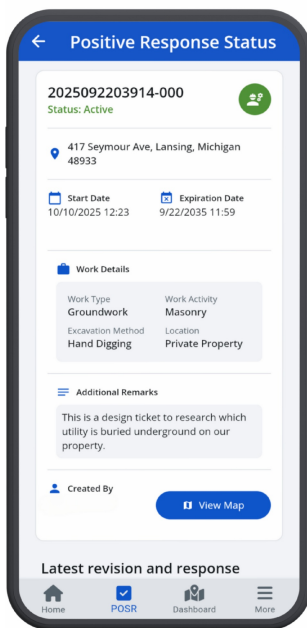 Positive Response Status
2025092203914-000
Status: Active
417 Seymour Ave, Lansing, Michigan
48933
Start Date
10/10/2025 12:23
Expiration Date
9/22/2035 11:59
Work Details
Work Type
Groundwork
Work Activity
Masonry
Excavation Method
Hand Digging
Location
Private Property
Additional Remarks
This is a design ticket to research which
utility is buried underground on our
property.
Created By
View Map
Latest revision and response
Home
POSR
Dashboard
More